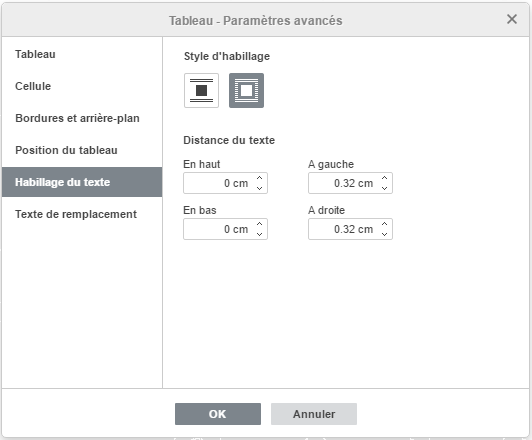 Tableau - Paramètres avancés
Tableau
Cellule
Bordures et arrière-plan
Position du tableau
Habillage du texte
Texte de remplacement
Style d'habillage
Distance du texte
En haut A gauche
0 cm 0.32 cm
En bas A droite
0 cm 0.32 cm
OK Annuler